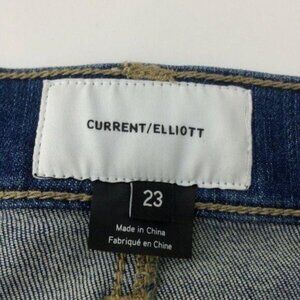 CURRENT/ELLIOTT
23
Made in China
Fabriqué en Chine